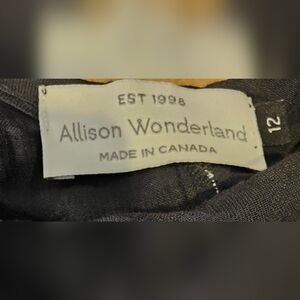 EST 1998
Allison Wonderland
MADE IN CANADA
12